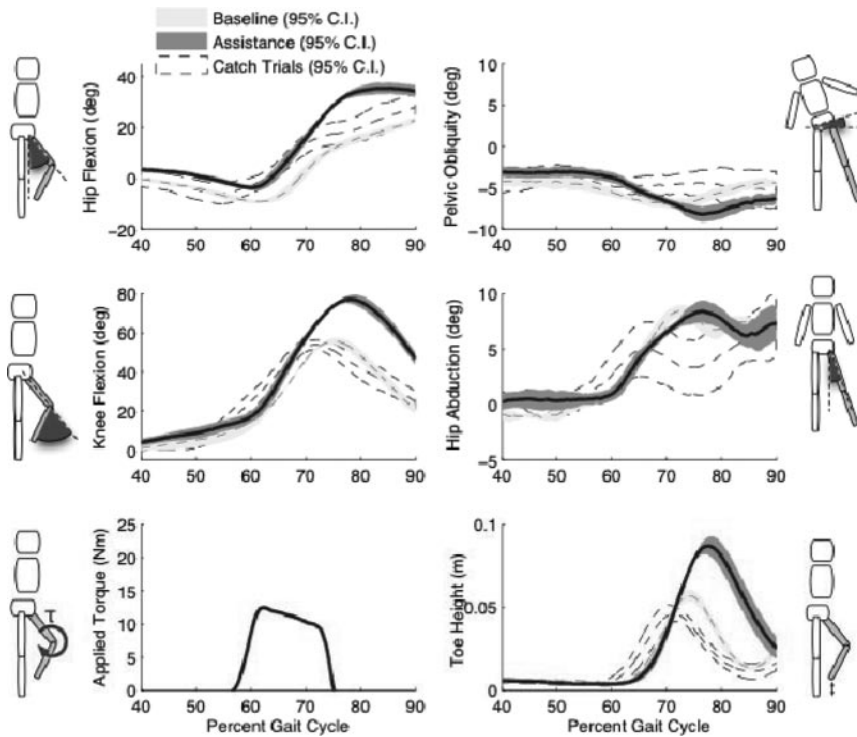 Baseline (95% C.I.)
Assistance (95% C.I.)
Catch Trials (95% C.I.)
Hip Flexion (deg)
40
20
0
−20
40 50 60 70 80 90
Pelvic Obliquity (deg)
10
5
0
−5
−10
40 50 60 70 80 90
Knee Flexion (deg)
80
60
40
20
0
40 50 60 70 80 90
Hip Abduction (deg)
10
5
0
−5
40 50 60 70 80 90
T
Applied Torque (Nm)
25
20
15
10
5
0
40 50 60 70 80 90
Percent Gait Cycle
Toe Height (m)
0.1
0.05
0
40 50 60 70 80 90
Percent Gait Cycle